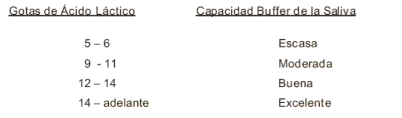 Gotas de Ácido Láctico Capacidad Buffer de la Saliva
5 – 6 Escasa
9 - 11 Moderada
12 – 14 Buena
14 – adelante Excelente